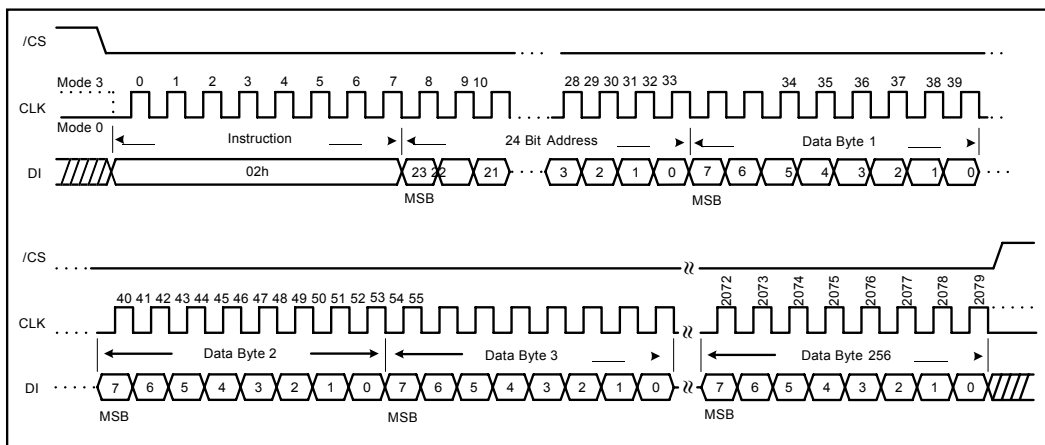 /CS
Mode 3 0 1 2 3 4 5 6 7 8 9 10 28 29 30 31 32 33 34 35 36 37 38 39
CLK
Mode 0
Instruction 24 Bit Address Data Byte 1
DI 02h 23 22 21 3 2 1 0 7 6 5 4 3 2 1 0
MSB MSB
/CS
40 41 42 43 44 45 46 47 48 49 50 51 52 53 54 55 2072 2073 2074 2075 2076 2077 2078 2079
CLK
Data Byte 2 Data Byte 3 Data Byte 256
DI 7 6 5 4 3 2 1 0 7 6 5 4 3 2 1 0 7 6 5 4 3 2 1 0
MSB MSB MSB